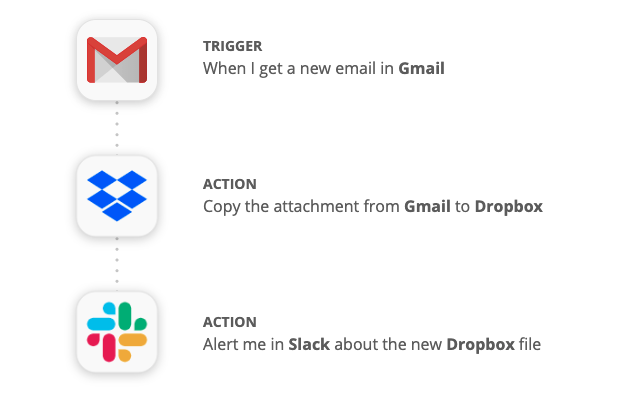 TRIGGER
When I get a new email in Gmail
ACTION
Copy the attachment from Gmail to Dropbox
ACTION
Alert me in Slack about the new Dropbox file